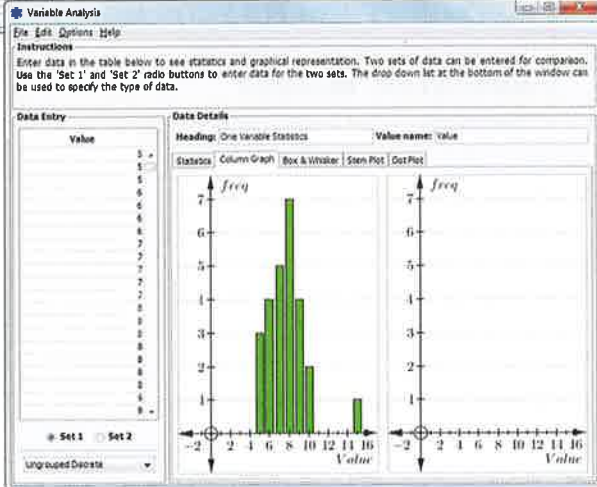 Variable Analysis
File Edit Options Help
Instructions
Enter data in the table below to see statistics and graphical representation. Two sets of data can be entered for comparison.
Use the 'Set 1' and 'Set 2' radio buttons to enter data for the two sets. The drop down list at the bottom of the window can
be used to specify the type of data.
Data Entry
Value
5
5
5
6
6
6
6
7
7
7
7
7
8
8
8
8
8
8
8
9
Set 1 Set 2
Ungrouped Discrete
Data Details
Heading: One Variable Statistics Value name: Value
Statistics Column Graph Box & Whisker Stem Plot Dot Plot
freq
7
6
5
4
3
2
1
-2 2 4 6 8 10 12 14 16
Value
freq
7
6
5
4
3
2
1
-2 2 4 6 8 10 12 14 16
Value